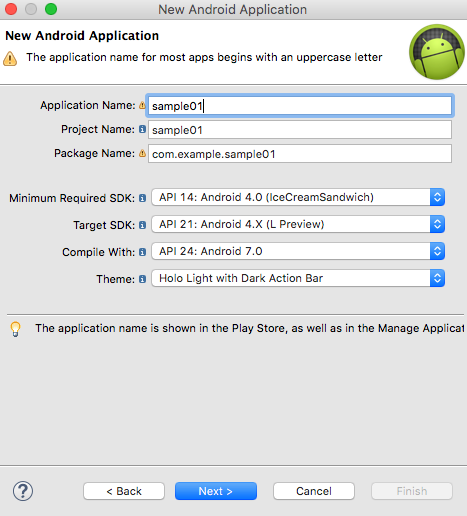 New Android Application
New Android Application
The application name for most apps begins with an uppercase letter
Application Name: sample01
Project Name: sample01
Package Name: com.example.sample01
Minimum Required SDK: API 14: Android 4.0 (IceCreamSandwich)
Target SDK: API 21: Android 4.X (L Preview)
Compile With: API 24: Android 7.0
Theme: Holo Light with Dark Action Bar
The application name is shown in the Play Store, as well as in the Manage Applicat
? < Back Next > Cancel Finish